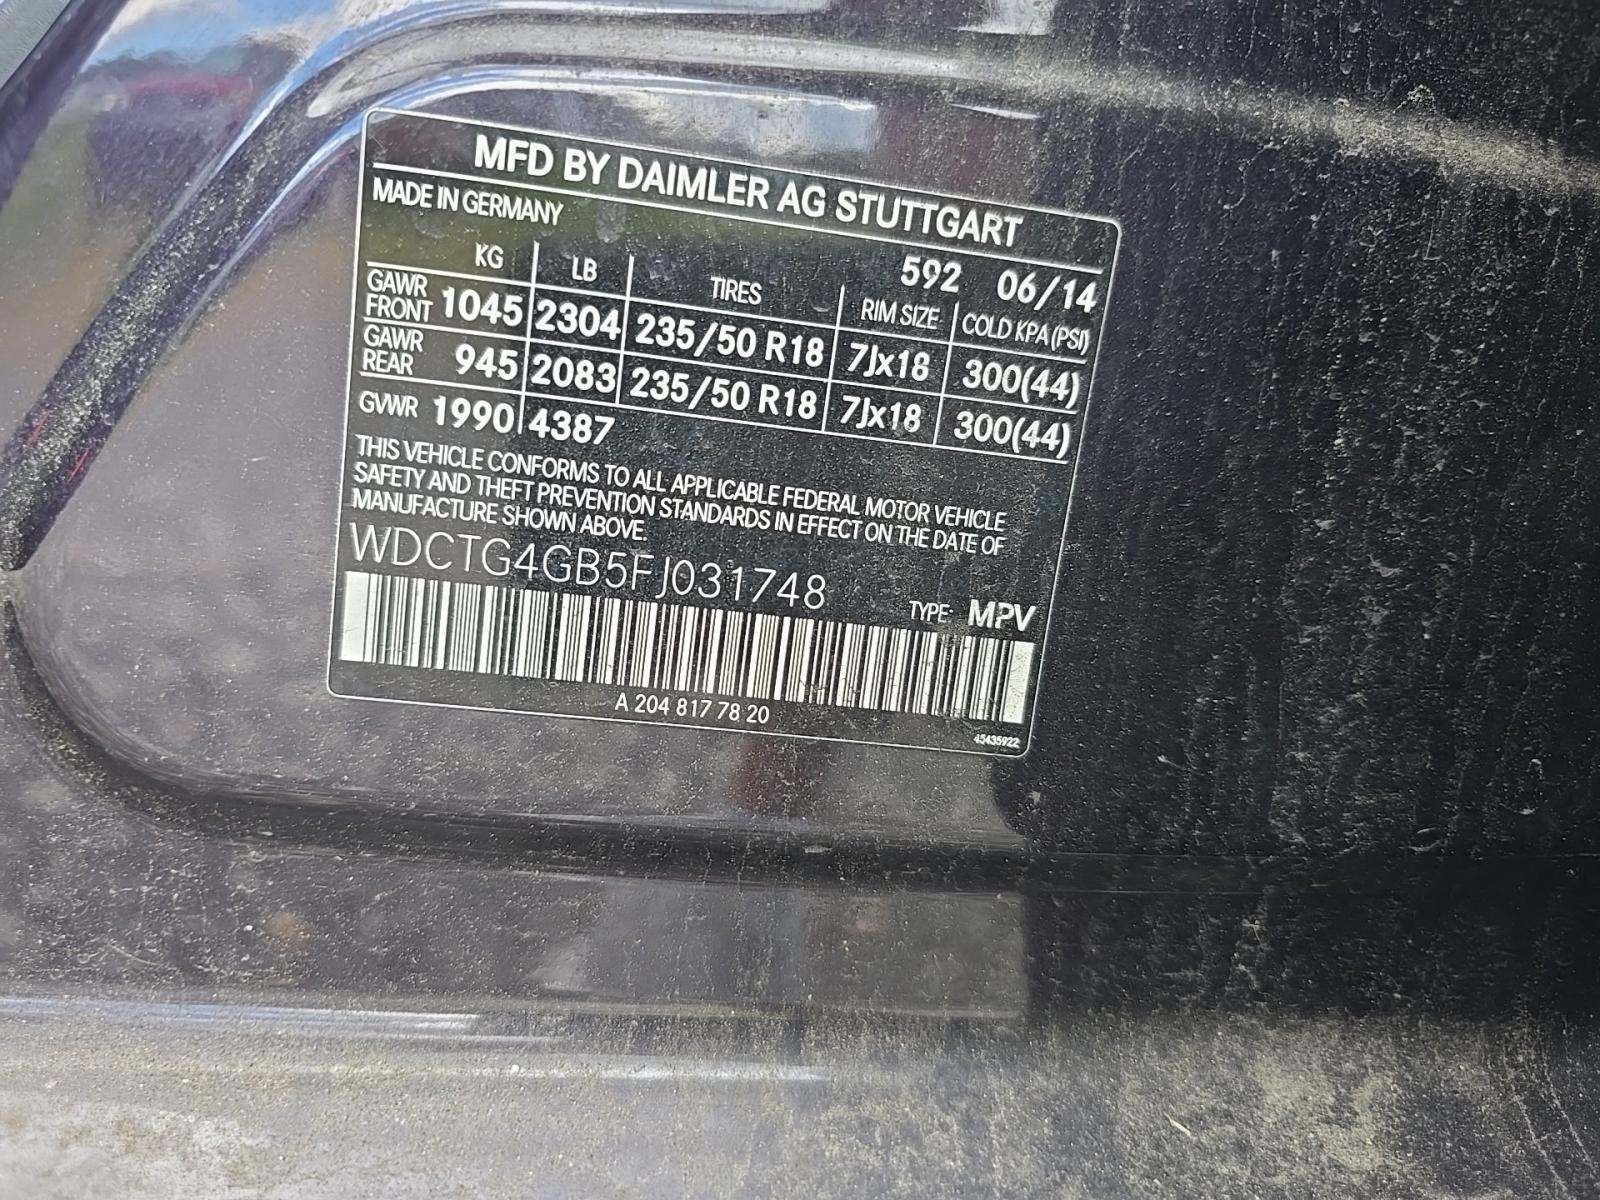 MFD BY DAIMLER AG STUTTGART
MADE IN GERMANY
592 06/14
KG LB TIRES RIM SIZE COLD KPA (PSI)
GAWR FRONT 1045 2304 235/50 R18 7Jx18 300(44)
GAWR REAR 945 2083 235/50 R18 7Jx18 300(44)
GVWR 1990 4387
THIS VEHICLE CONFORMS TO ALL APPLICABLE FEDERAL MOTOR VEHICLE
SAFETY AND THEFT PREVENTION STANDARDS IN EFFECT ON THE DATE OF
MANUFACTURE SHOWN ABOVE.
WDCTG4GB5FJ031748
TYPE: MPV
A 204 817 78 20
45435922